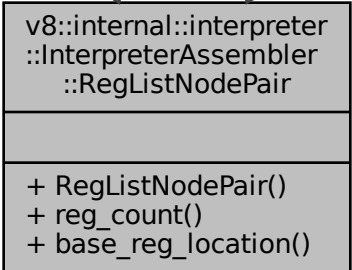 v8::internal::interpreter
::InterpreterAssembler
::RegListNodePair
+ RegListNodePair()
+ reg_count()
+ base_reg_location()